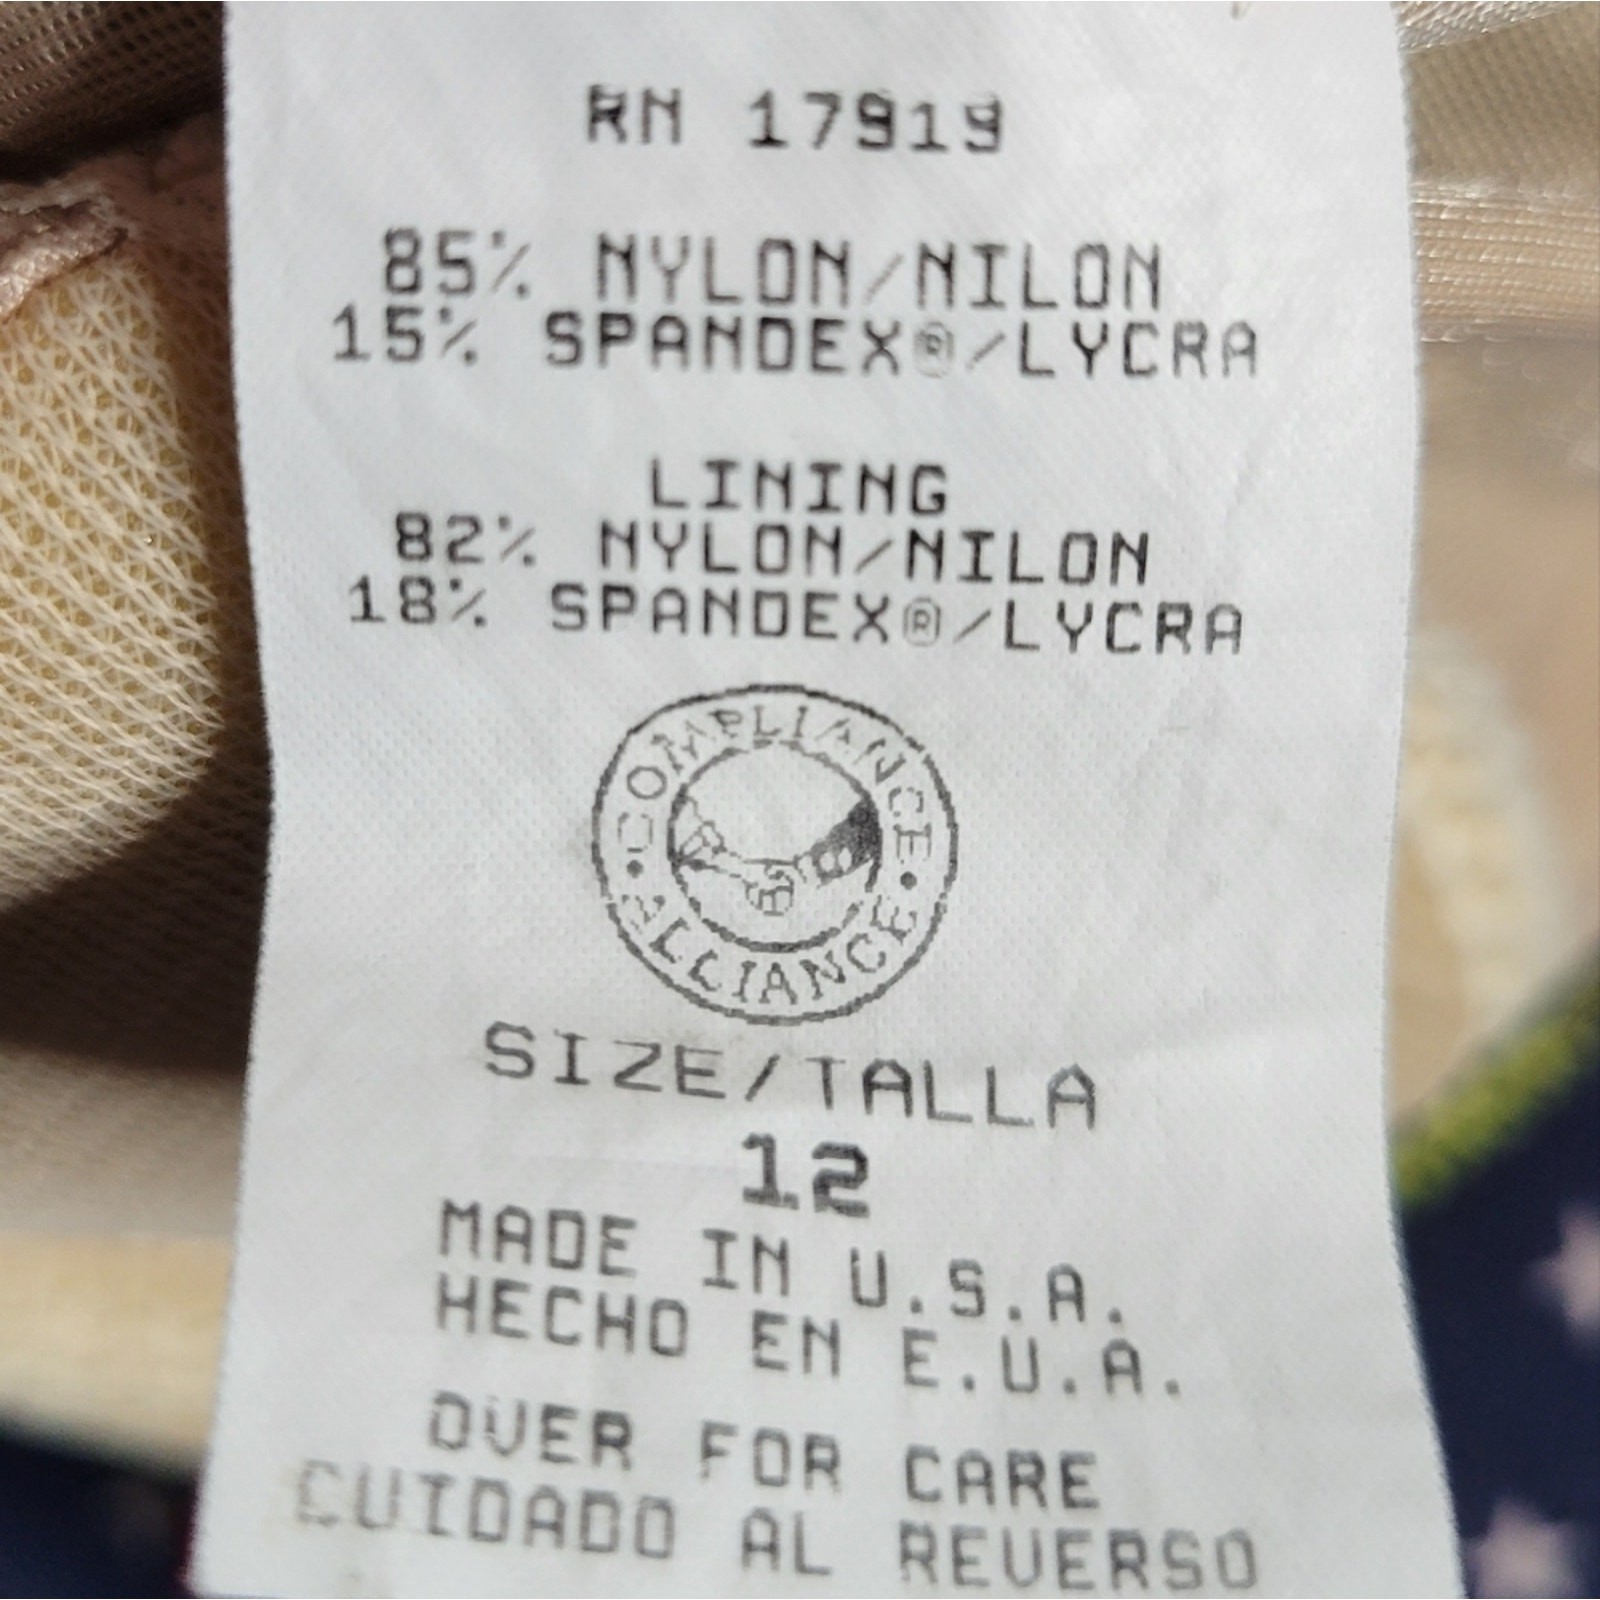 RN 17919
85% NYLON/NILON
15% SPANDEX®/LYCRA
LINING
82% NYLON/NILON
18% SPANDEX®/LYCRA
COMPLIANCE
• ALLIANCE •
SIZE/TALLA
12
MADE IN U.S.A.
HECHO EN E.U.A.
OVER FOR CARE
CUIDADO AL REVERSO